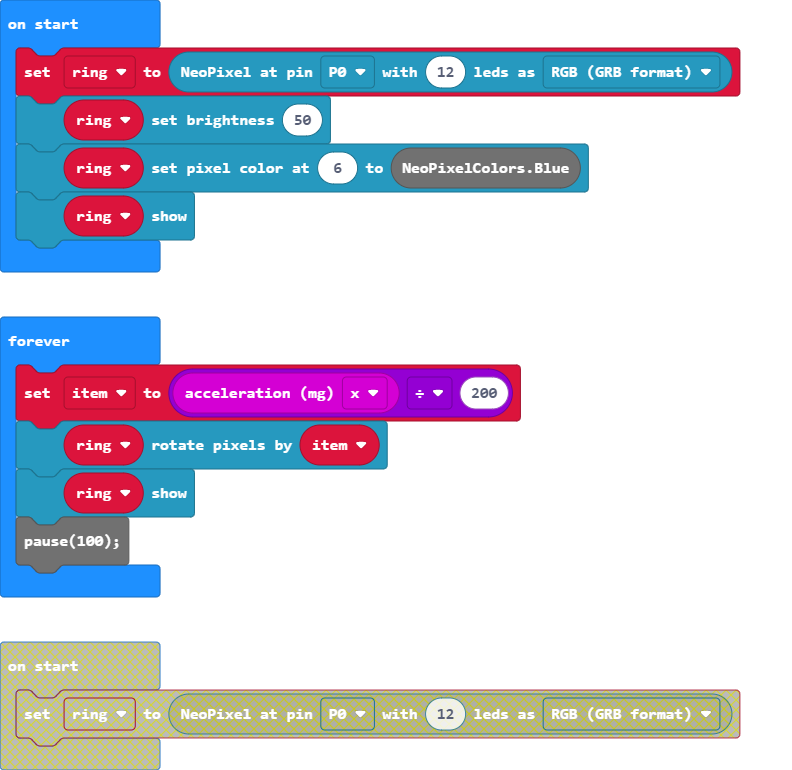 on start
set ring to NeoPixel at pin P0 with 12 leds as RGB (GRB format)
ring set brightness 50
ring set pixel color at 6 to NeoPixelColors.Blue
ring show
forever
set item to acceleration (mg) x ÷ 200
ring rotate pixels by item
ring show
pause(100);
on start
set ring to NeoPixel at pin P0 with 12 leds as RGB (GRB format)